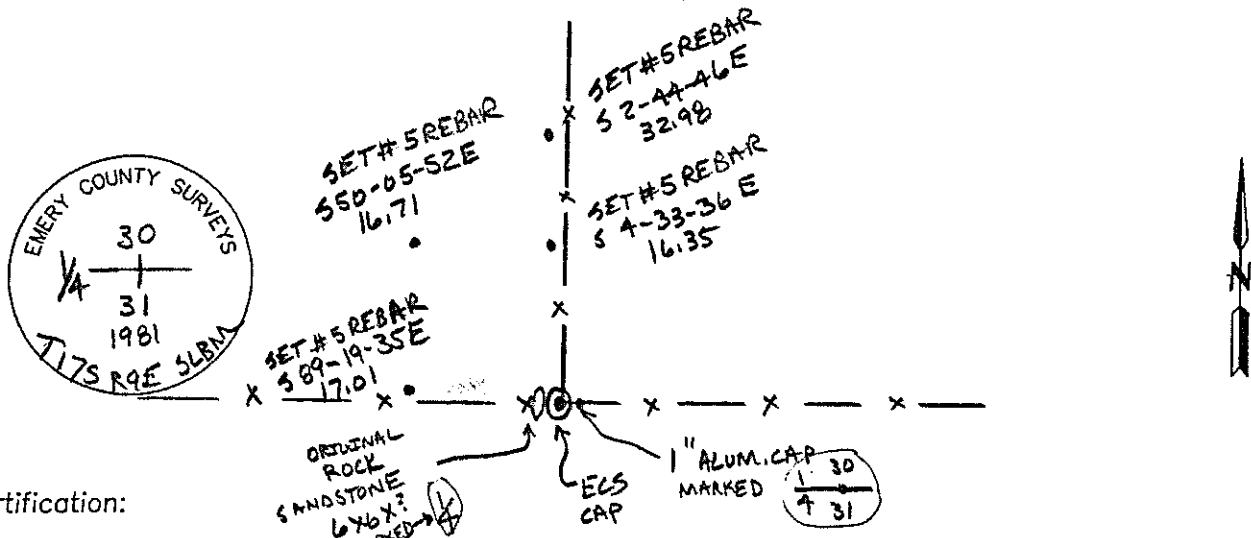 SET #5 REBAR
S 2-44-46 E
32.98
SET #5 REBAR
S50-05-52E
16.71
SET #5 REBAR
S 4-33-36 E
16.35
EMERY COUNTY SURVEYS
30
1/4
31
1981
T17S R9E SLBM
N
SET #5 REBAR
S 89-19-35E
17.01
ORIGINAL
ROCK
SANDSTONE
6X6X?
1/4
ECS
CAP
1" ALUM. CAP
MARKED
1 30
4 31
rtification: